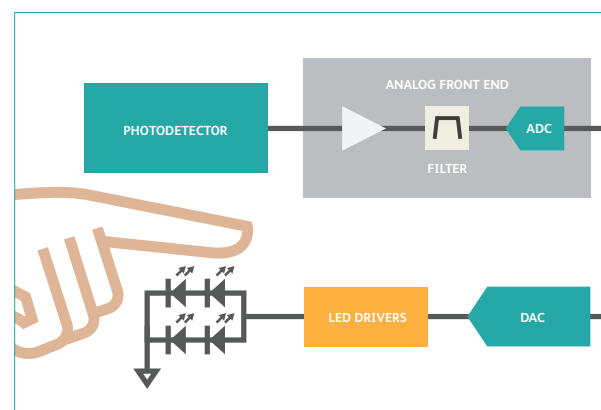 ANALOG FRONT END
PHOTODETECTOR
ADC
FILTER
LED DRIVERS
DAC